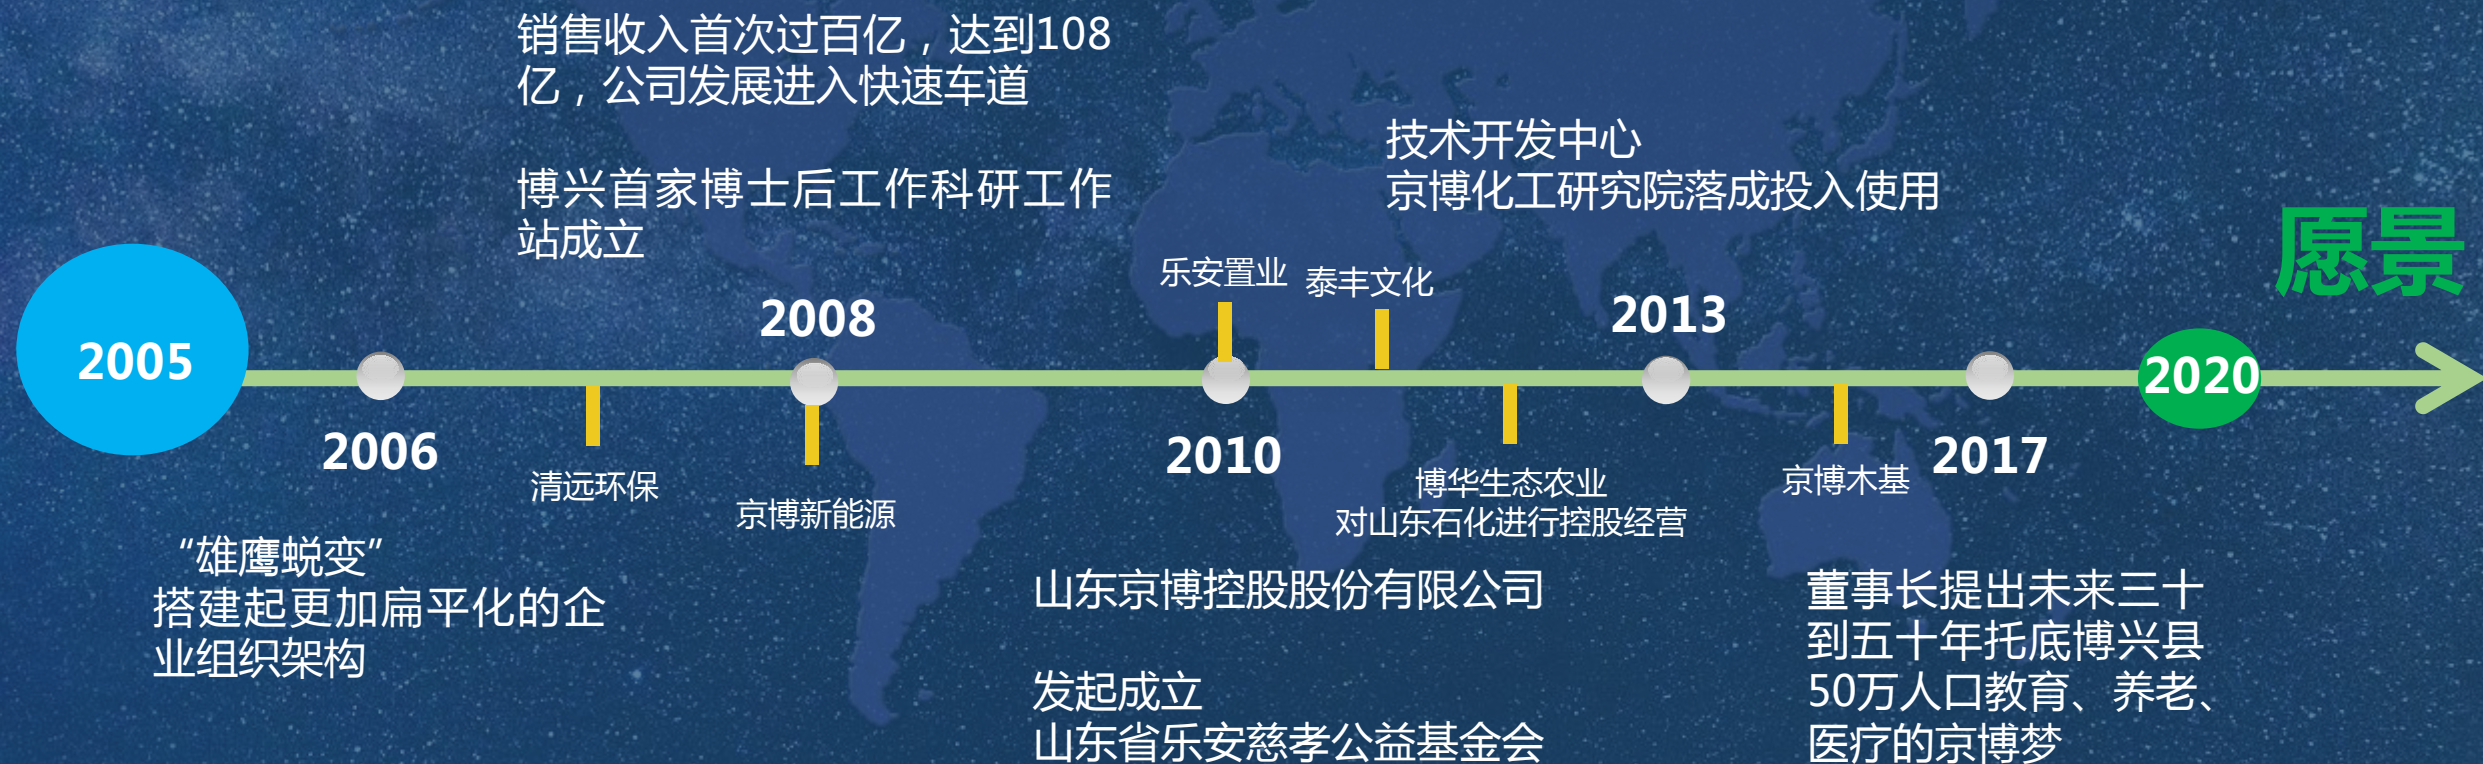 销售收入首次过百亿，达到108
亿，公司发展进入快速车道
博兴首家博士后工作科研工作
站成立
技术开发中心
京博化工研究院落成投入使用
愿景
乐安置业
泰丰文化
2008
2013
2005
2020
2006
2010
2017
清远环保
京博新能源
博华生态农业
对山东石化进行控股经营
京博木基
“雄鹰蜕变”
搭建起更加扁平化的企
业组织架构
山东京博控股股份有限公司
发起成立
山东省乐安慈孝公益基金会
董事长提出未来三十
到五十年托底博兴县
50万人口教育、养老、
医疗的京博梦